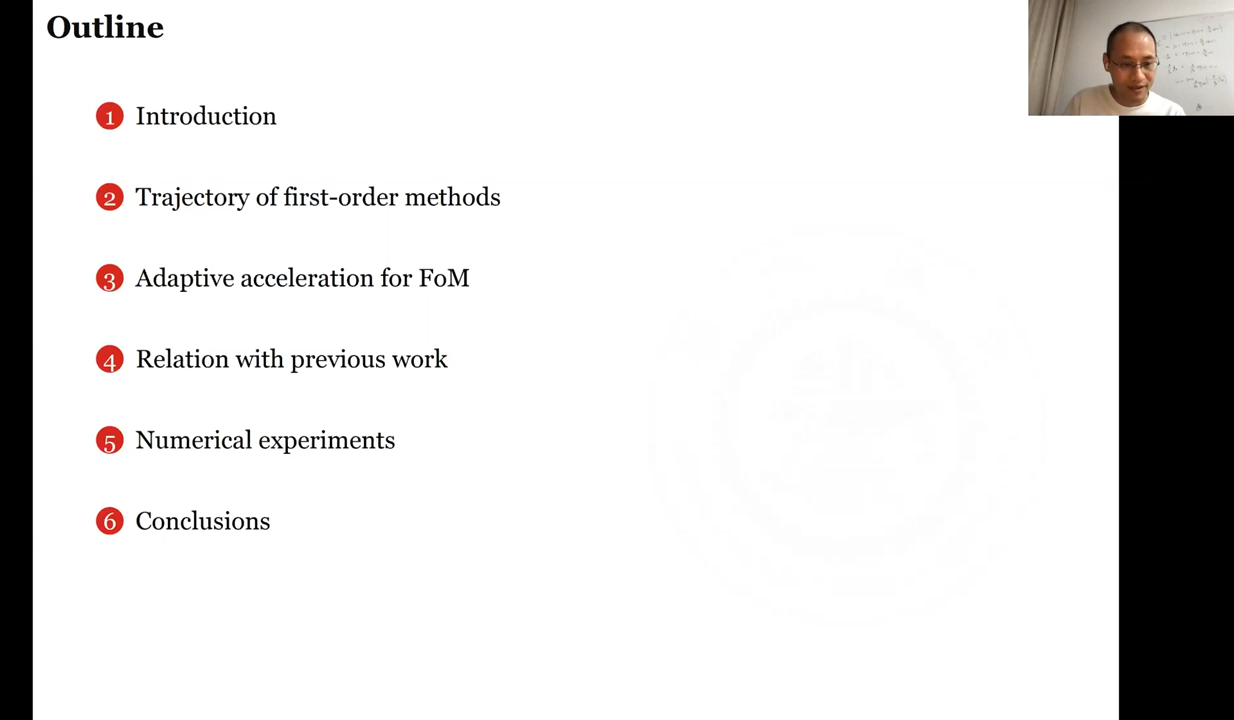 Outline
1 Introduction
2 Trajectory of first-order methods
3 Adaptive acceleration for FoM
4 Relation with previous work
5 Numerical experiments
6 Conclusions